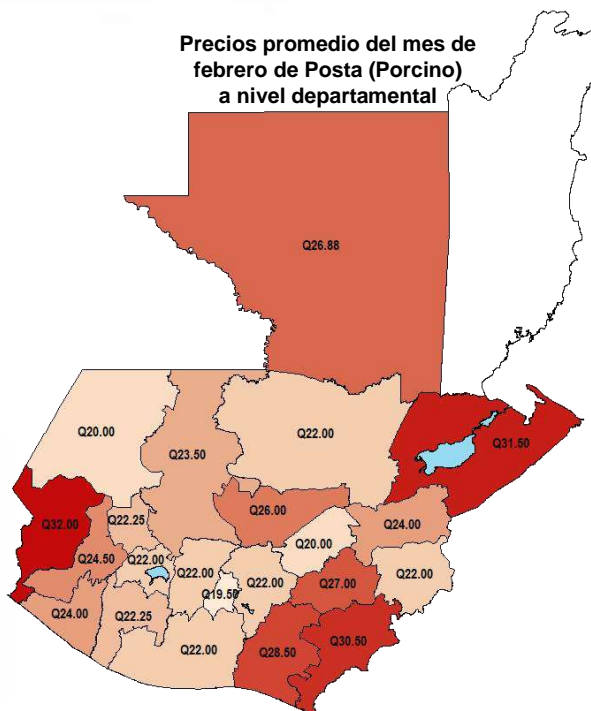 Precios promedio del mes de
febrero de Posta (Porcino)
a nivel departamental
Q26.88
Q20.00
Q23.50
Q22.00
Q31.50
Q32.00
Q22.25
Q26.00
Q24.00
Q24.50
Q22.00
Q22.00
Q22.00
Q20.00
Q22.00
Q24.00
Q22.25
Q19.50
Q27.00
Q22.00
Q28.50
Q30.50